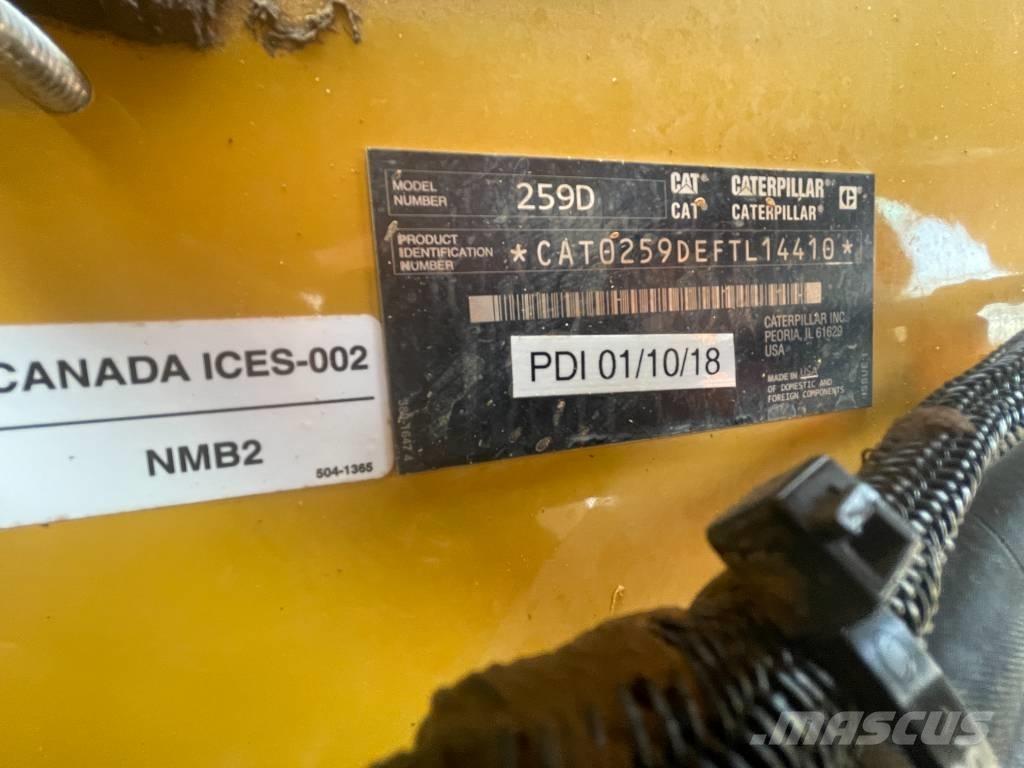 MODEL NUMBER 259D CAT CATERPILLAR
CAT CATERPILLAR
PRODUCT IDENTIFICATION NUMBER *CAT0259DEFTL14410*
CATERPILLAR INC.
PEORIA, IL 61629
USA
PDI 01/10/18
MADE IN USA
OF DOMESTIC AND
FOREIGN COMPONENTS
ISSUE1
CANADA ICES-002
NMB2
504-1365
MASCUS